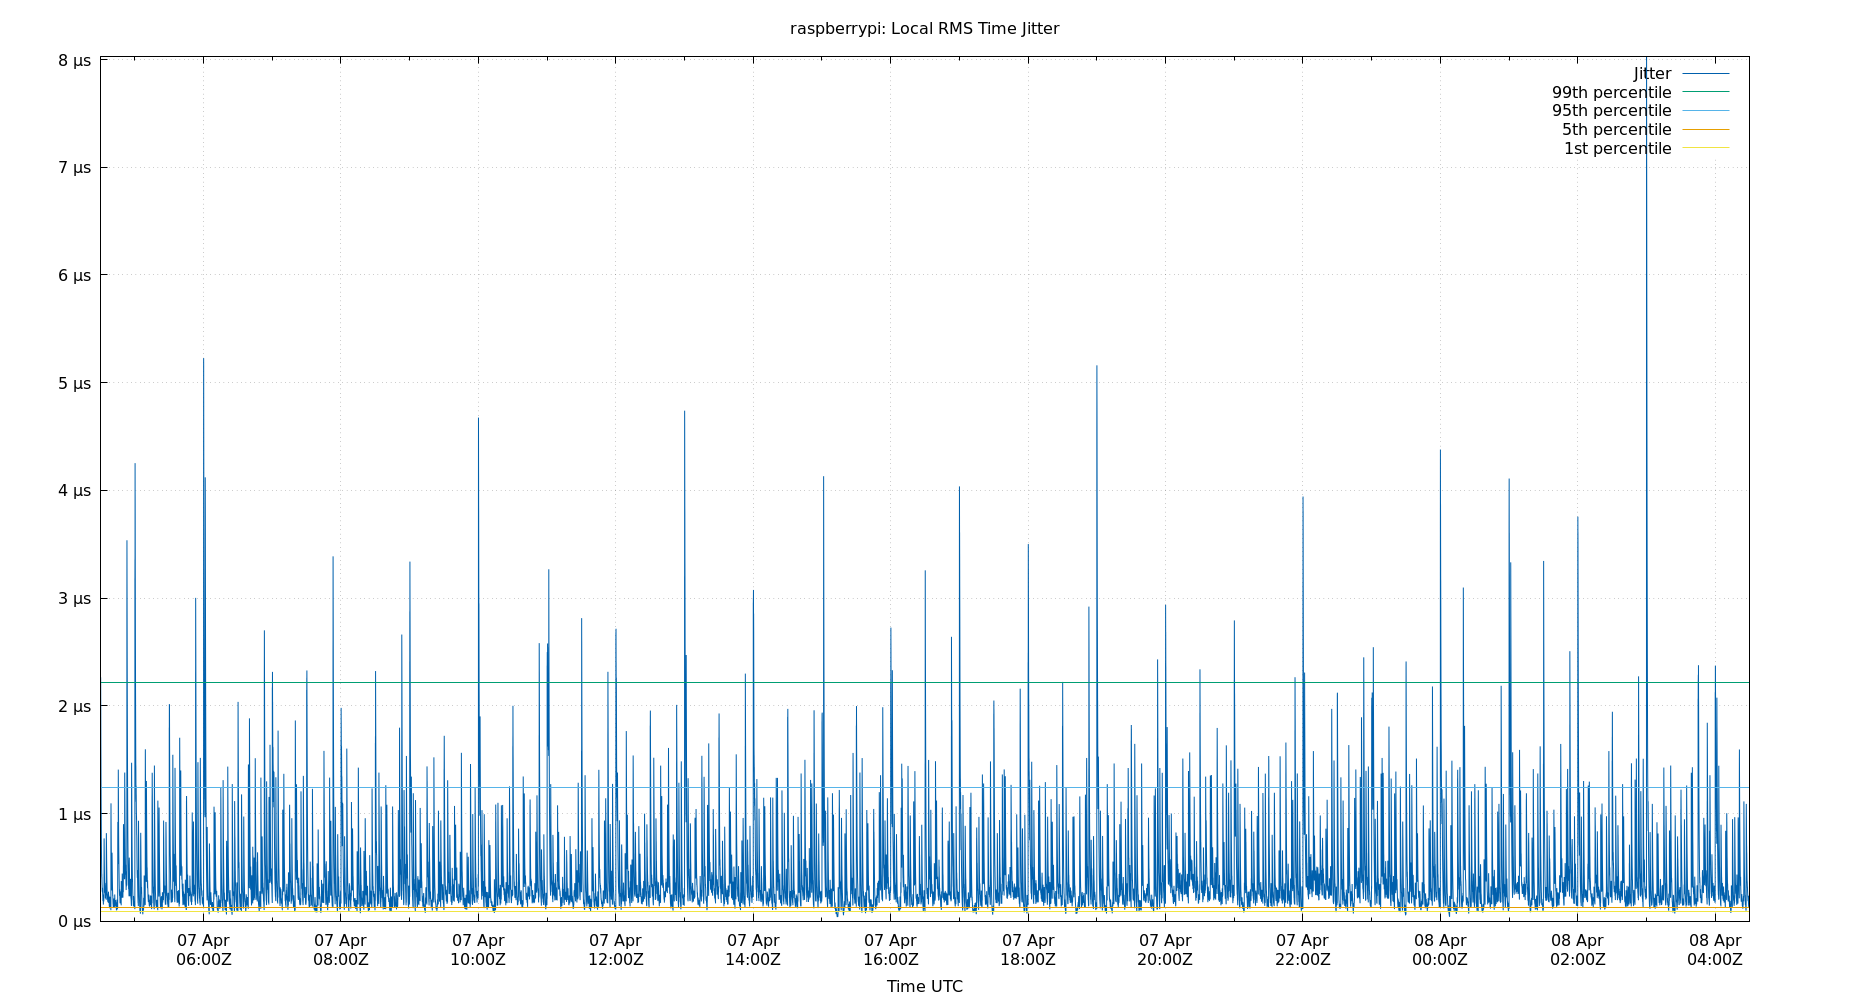 raspberrypi: Local RMS Time Jitter
8 µs
7 µs
6 µs
5 µs
4 µs
3 µs
2 µs
1 µs
0 µs
Jitter
99th percentile
95th percentile
5th percentile
1st percentile
07 Apr 07 Apr 07 Apr 07 Apr 07 Apr 07 Apr 07 Apr 07 Apr 07 Apr 08 Apr 08 Apr 08 Apr
06:00Z 08:00Z 10:00Z 12:00Z 14:00Z 16:00Z 18:00Z 20:00Z 22:00Z 00:00Z 02:00Z 04:00Z
Time UTC